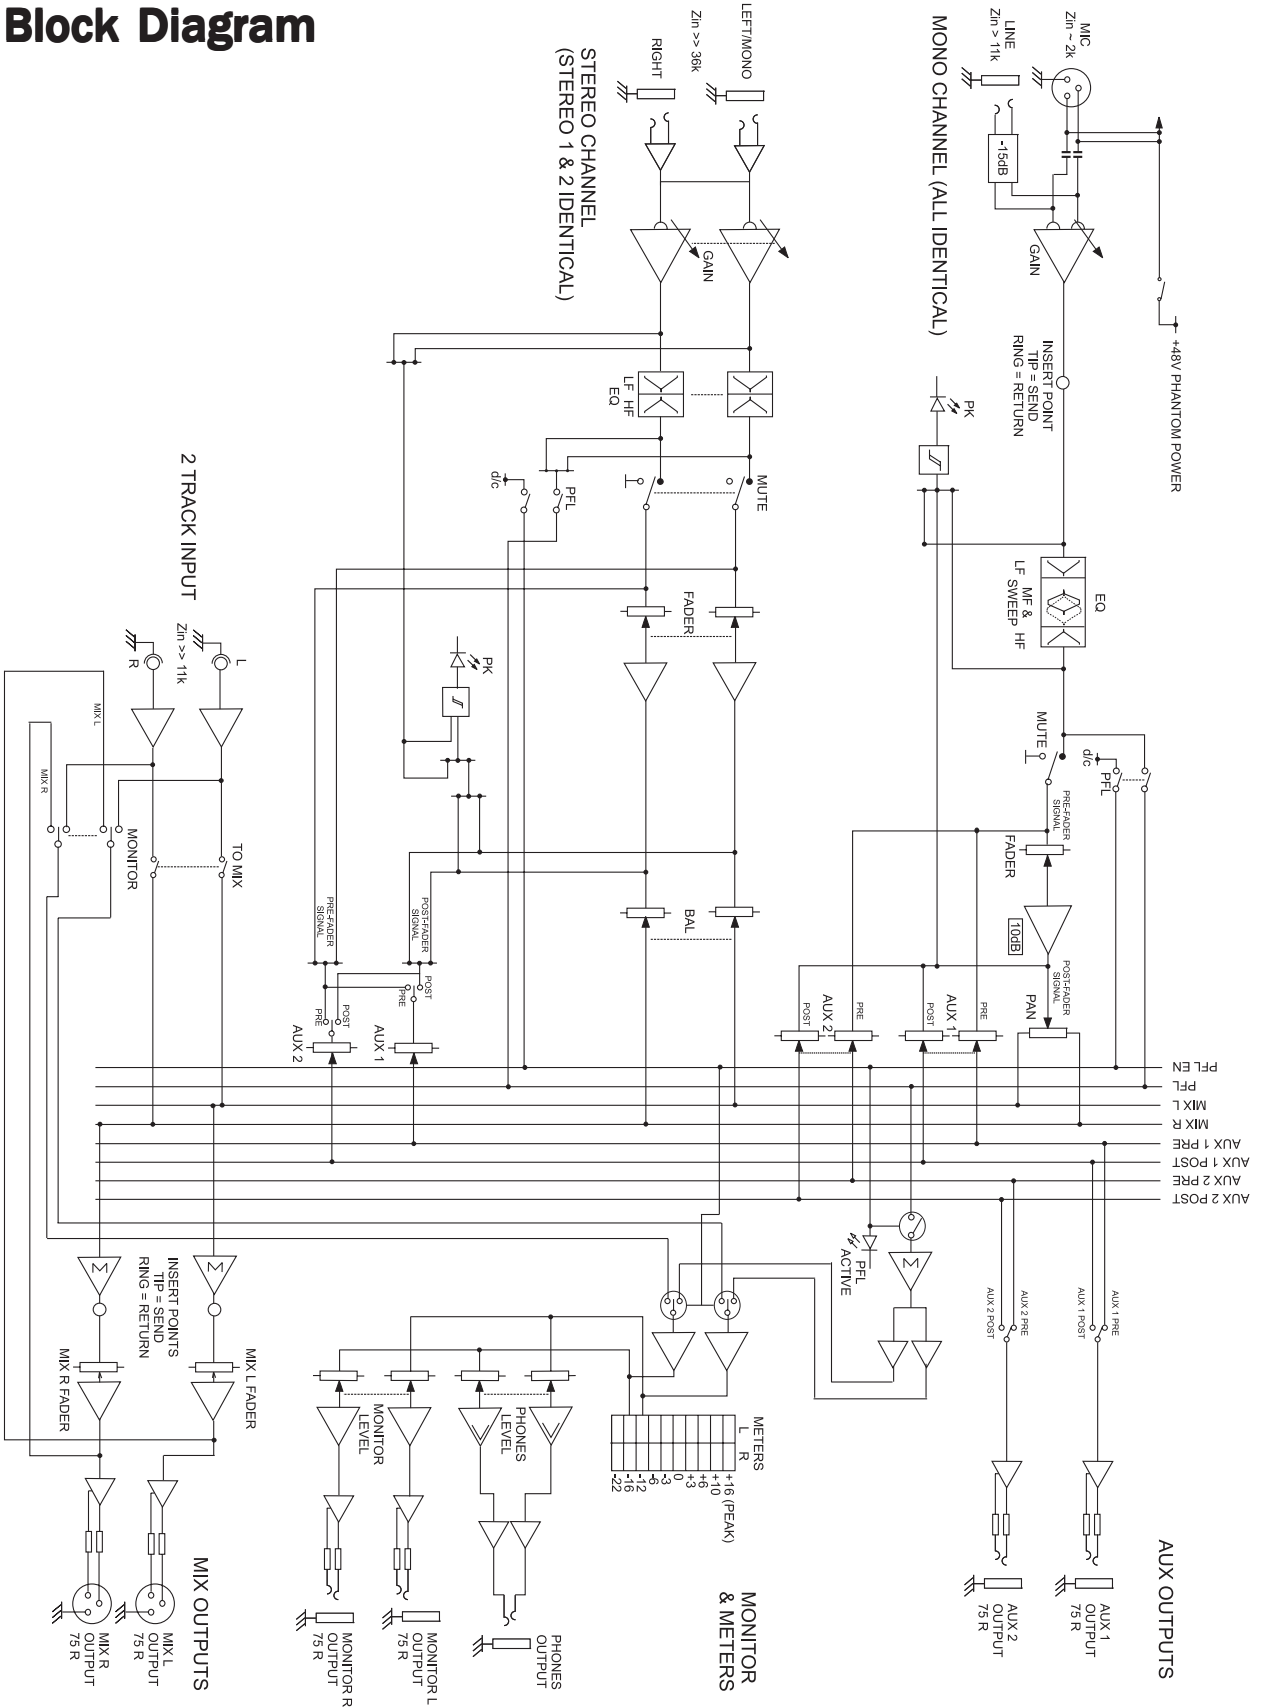 Block Diagram
MONO CHANNEL (ALL IDENTICAL)
MIC
Zin ~ 2k
LINE
Zin > 11k
-15dB
GAIN
+48V PHANTOM POWER
INSERT POINT
TIP = SEND
RING = RETURN
PK
EQ
LF MF & HF
SWEEP
MUTE
d/c
PFL
PRE-FADER
SIGNAL
FADER
10dB
POST-FADER
SIGNAL
PAN
AUX 1
PRE
POST
AUX 2
PRE
POST
STEREO CHANNEL
(STEREO 1 & 2 IDENTICAL)
LEFT/MONO
Zin >> 36k
RIGHT
GAIN
LF HF
EQ
MUTE
PFL
d/c
FADER
PK
BAL
POST-FADER
SIGNAL
PRE-FADER
SIGNAL
POST
PRE
POST
PRE
AUX 1
AUX 2
2 TRACK INPUT
L
Zin >> 11k
R
MIX L
MIX R
TO MIX
MONITOR
PFL EN
PFL
MIX L
MIX R
AUX 1 PRE
AUX 1 POST
AUX 2 PRE
AUX 2 POST
AUX OUTPUTS
AUX 1 PRE
AUX 1 POST
AUX 2 PRE
AUX 2 POST
AUX 1
OUTPUT
75 R
AUX 2
OUTPUT
75 R
PFL
ACTIVE
MONITOR
& METERS
METERS
L R
+16 (PEAK)
+10
+6
+3
0
-3
-6
-12
-16
-22
PHONES
LEVEL
MONITOR
LEVEL
PHONES
OUTPUT
MONITOR L
OUTPUT
75 R
MONITOR R
OUTPUT
75 R
INSERT POINTS
TIP = SEND
RING = RETURN
Σ
Σ
Σ
MIX L FADER
MIX R FADER
MIX OUTPUTS
MIX L
OUTPUT
75 R
MIX R
OUTPUT
75 R